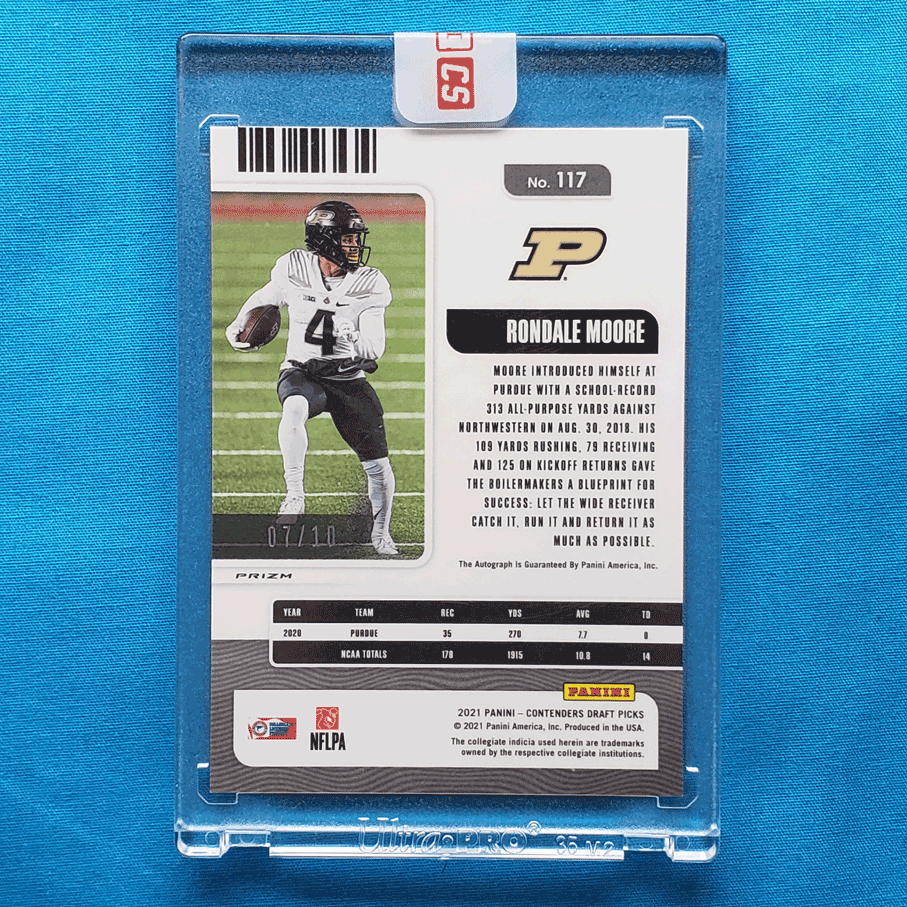 CS
No. 117
P
RONDALE MOORE
MOORE INTRODUCED HIMSELF AT
PURDUE WITH A SCHOOL-RECORD
313 ALL-PURPOSE YARDS AGAINST
NORTHWESTERN ON AUG. 30, 2018. HIS
109 YARDS RUSHING, 79 RECEIVING
AND 125 ON KICKOFF RETURNS GAVE
THE BOILERMAKERS A BLUEPRINT FOR
SUCCESS: LET THE WIDE RECEIVER
CATCH IT, RUN IT AND RETURN IT AS
MUCH AS POSSIBLE.
The Autograph is Guaranteed By Panini America, Inc.
4
07/10
PRIZM
YEAR TEAM REC YDS AVG TD
2020 PURDUE 35 270 7.7 0
NCAA TOTALS 178 1915 10.8 14
PANINI
2021 PANINI – CONTENDERS DRAFT PICKS
© 2021 Panini America, Inc. Produced in the USA.
The collegiate indicia used herein are trademarks
owned by the respective collegiate institutions.
NFLPA
Ultra PRO® 35 M.2